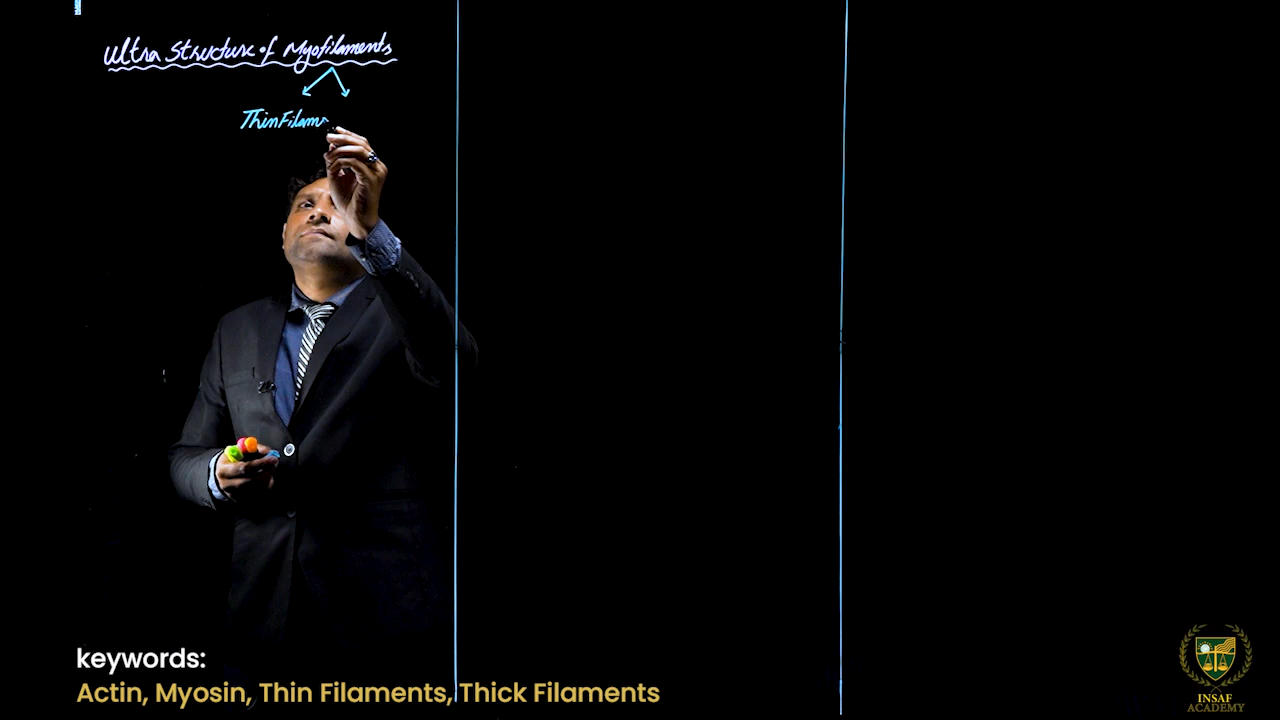 Ultra Structure of Myofilaments
Thin Filam
keywords:
Actin, Myosin, Thin Filaments, Thick Filaments
INSAF
ACADEMY